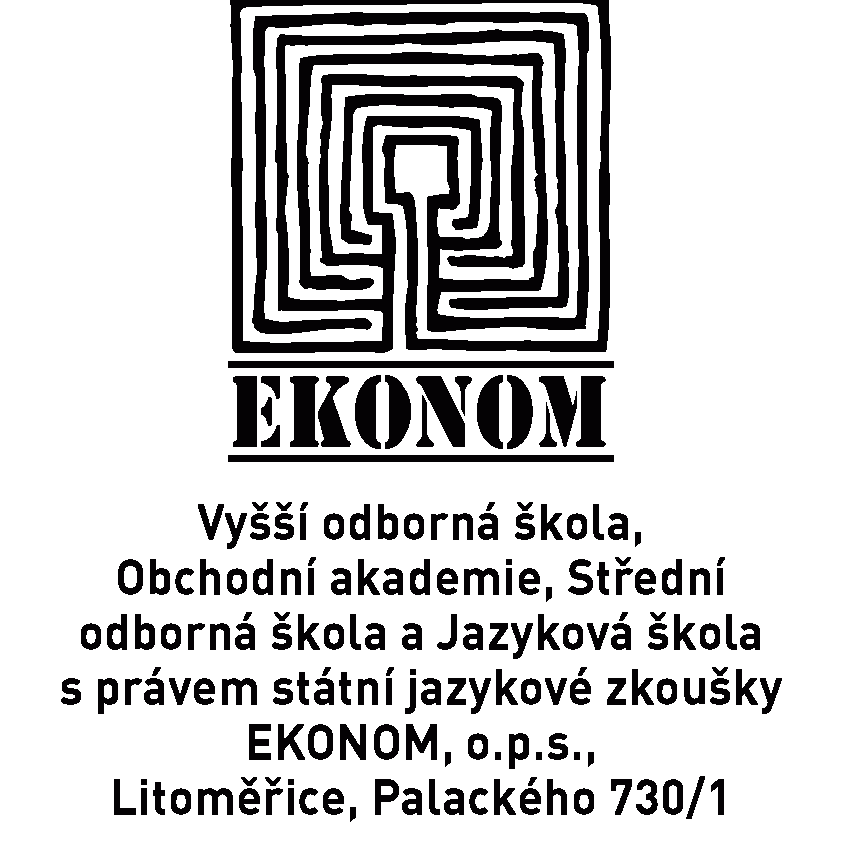 EKONOM
Vyšší odborná škola,
Obchodní akademie, Střední
odborná škola a Jazyková škola
s právem státní jazykové zkoušky
EKONOM, o.p.s.,
Litoměřice, Palackého 730/1